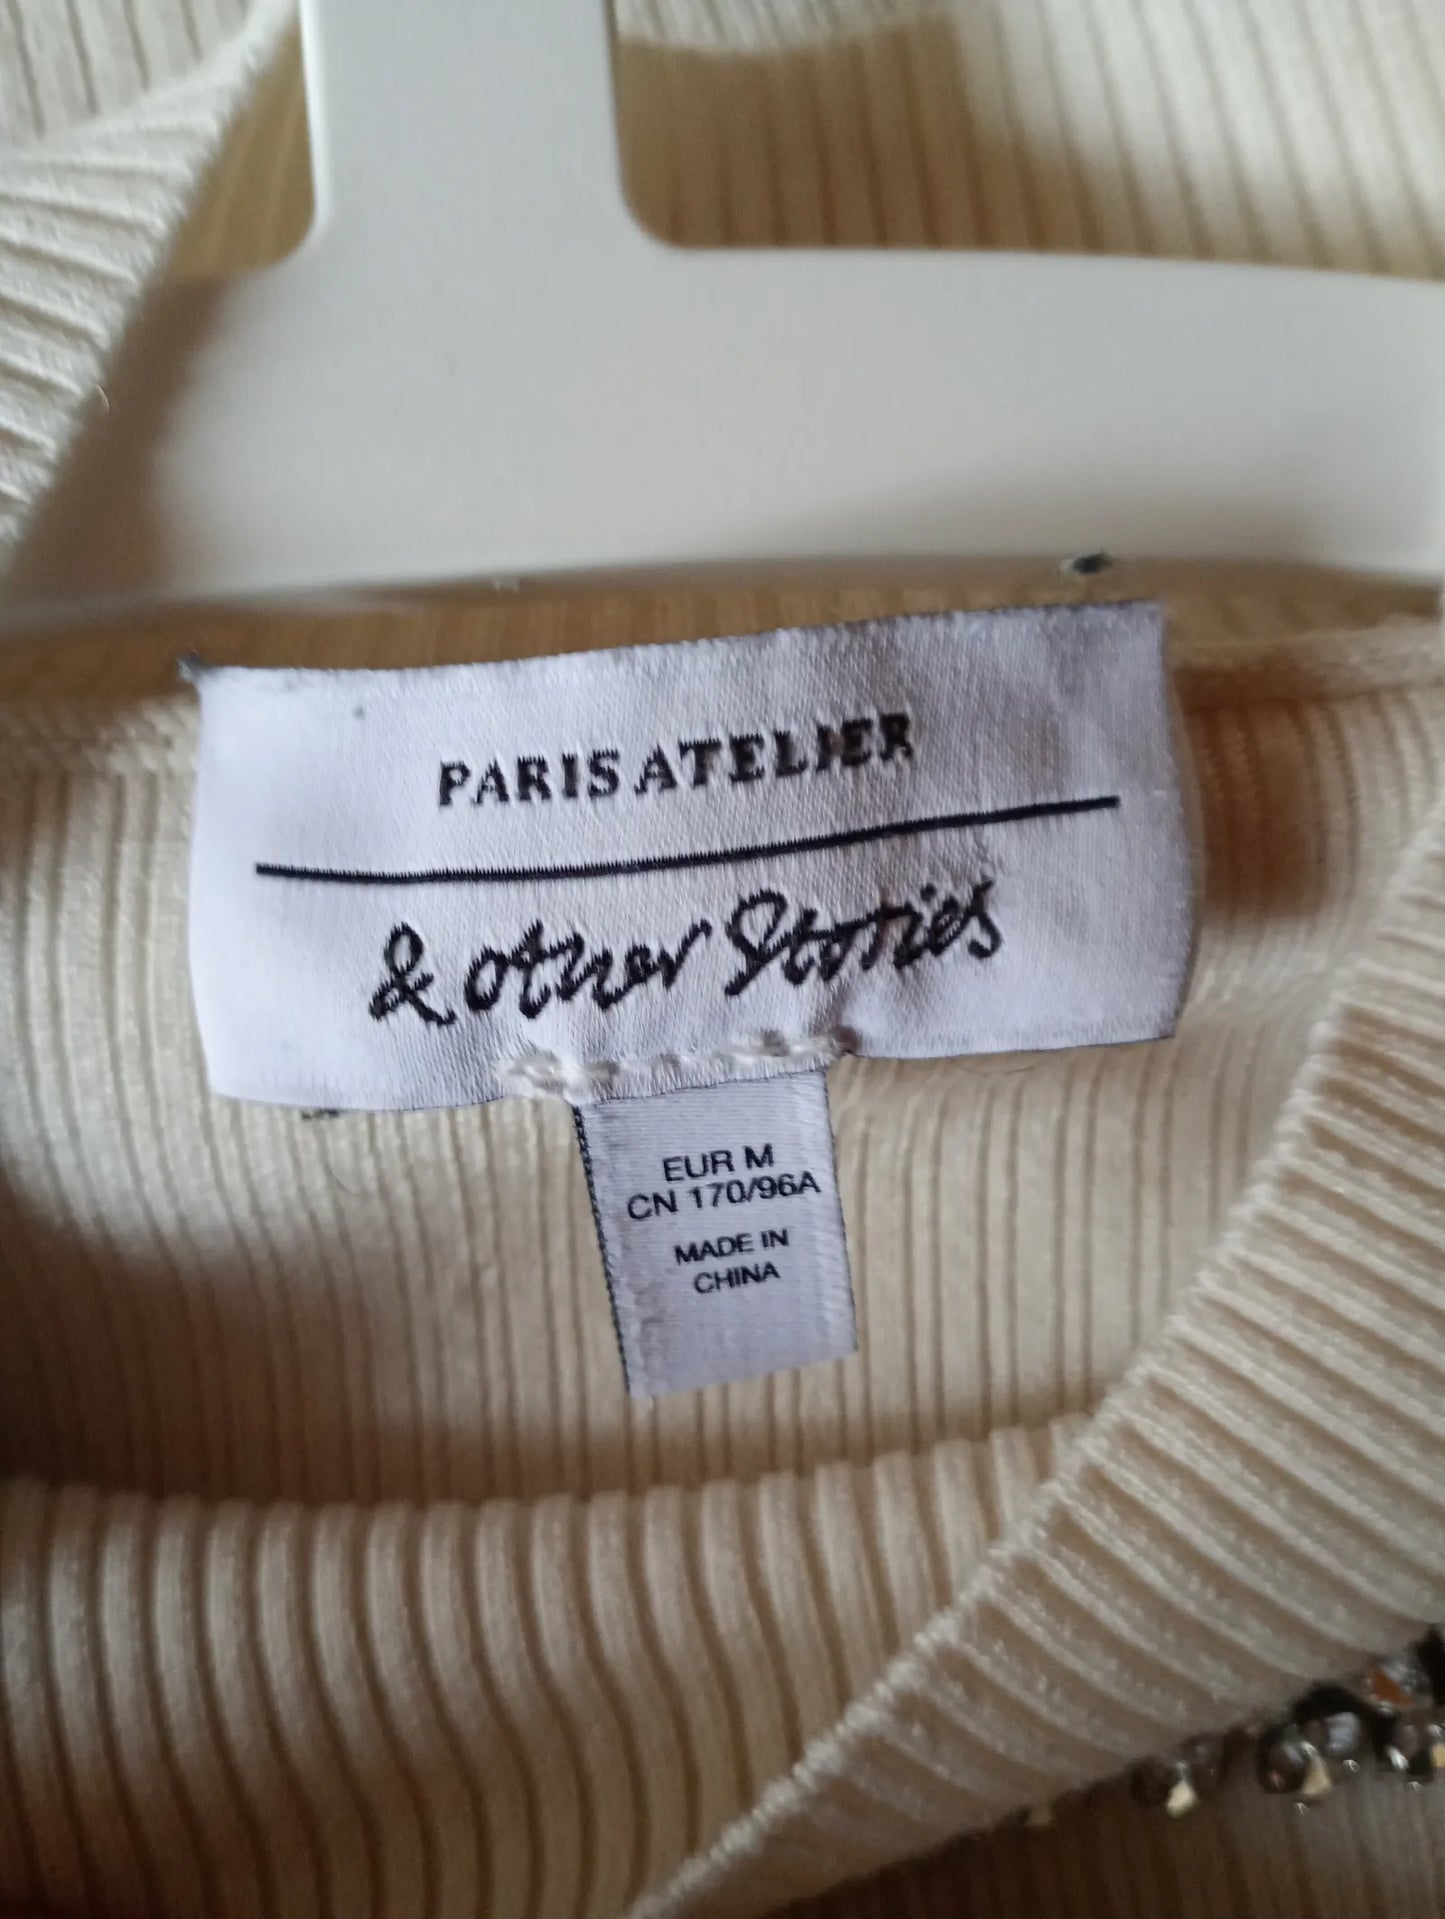 PARIS ATELIER
& other Stories
EUR M
CN 170/96A
MADE IN
CHINA